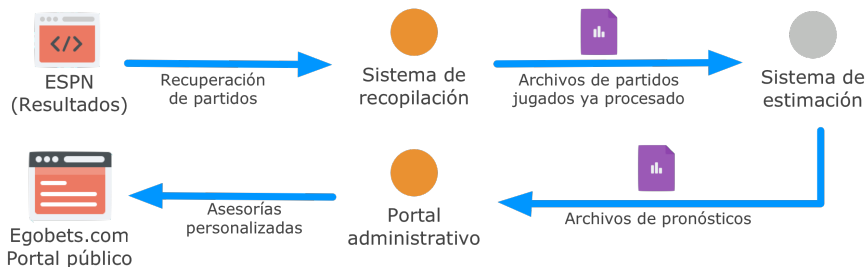 ESPN
(Resultados)
Recuperación
de partidos
Sistema de
recopilación
Archivos de partidos
jugados ya procesado
Sistema de
estimación
Archivos de pronósticos
Portal
administrativo
Asesorías
personalizadas
Egobets.com
Portal público